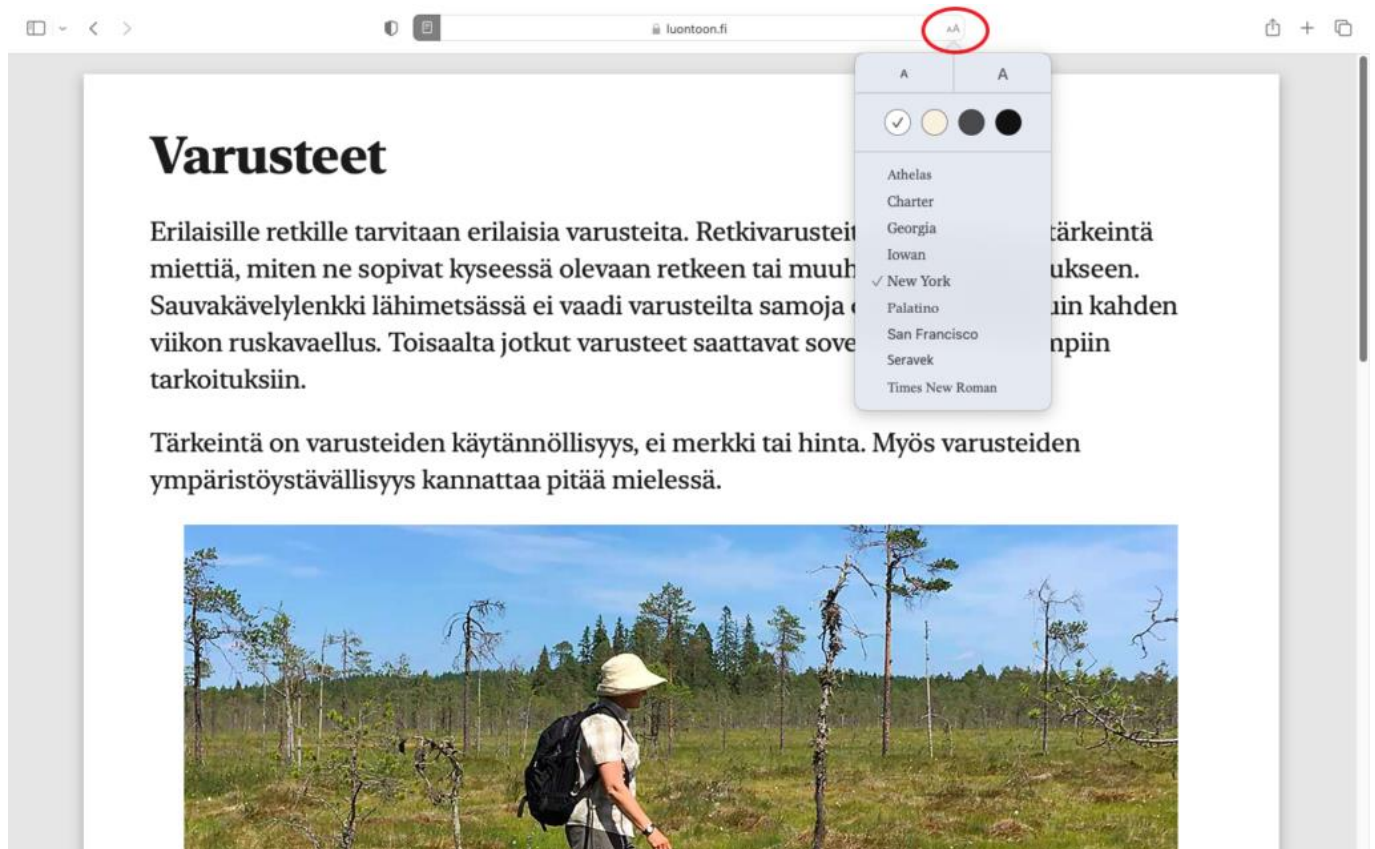 luontoon.fi
AA
A A
Varusteet
Erilaisille retkille tarvitaan erilaisia varusteita. Retkivarusteit tärkeintä
miettiä, miten ne sopivat kyseessä olevaan retkeen tai muuh ukseen.
Sauvakävelylenkki lähimetsässä ei vaadi varusteilta samoja uin kahden
viikon ruskavaellus. Toisaalta jotkut varusteet saattavat sove mpiin
tarkoituksiin.
Tärkeintä on varusteiden käytännöllisyys, ei merkki tai hinta. Myös varusteiden
ympäristöystävällisyys kannattaa pitää mielessä.
Athelas
Charter
Georgia
Iowan
✓ New York
Palatino
San Francisco
Seravek
Times New Roman